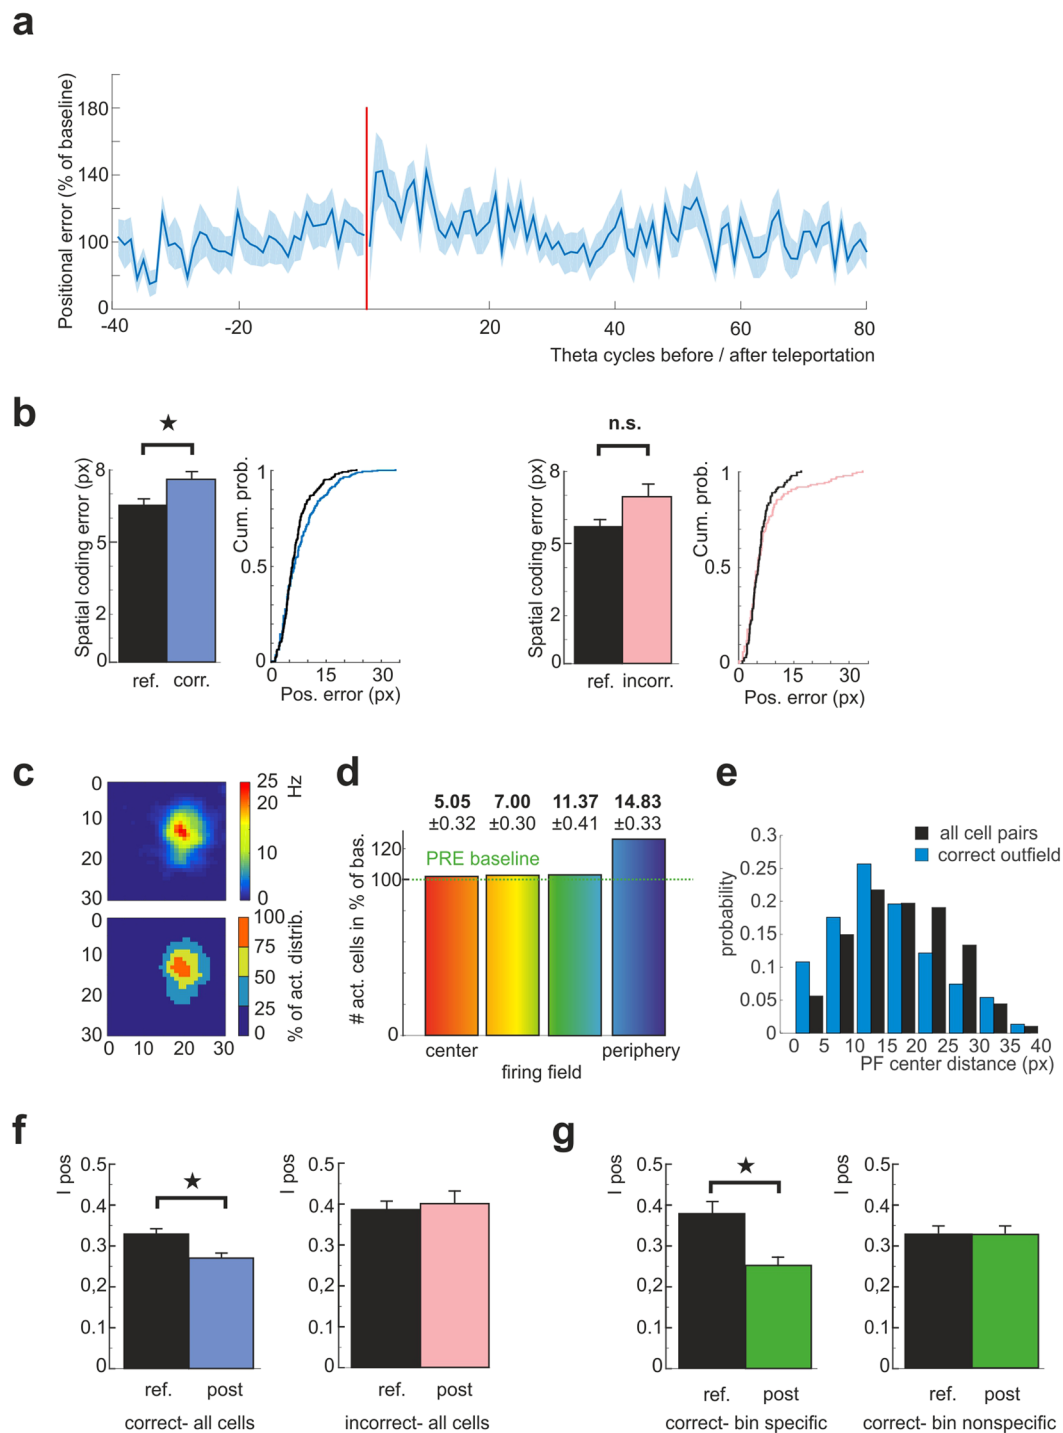 a
Positional error (% of baseline)
180
140
100
0
-40
-20
20
40
60
80
Theta cycles before / after teleportation
b
★
Spatial coding error (px)
8
5
2
0
ref.
corr.
Cum. prob.
1
0.5
0
0
15
30
Pos. error (px)
n.s.
Spatial coding error (px)
8
5
2
0
ref.
incorr.
Cum. prob.
1
0.5
0
0
15
30
Pos. error (px)
c
0
10
20
30
25
20
10
0
Hz
0
10
20
30
0
10
20
30
100
75
50
25
0
% of act. distrib.
d
5.05
±0.32
7.00
±0.30
11.37
±0.41
14.83
±0.33
# act. cells in % of bas.
120
100
0
PRE baseline
center
periphery
firing field
e
all cell pairs
correct outfield
probability
0.3
0.25
0.2
0.15
0.1
0.05
0
0
5
10
15
20
25
30
35
40
PF center distance (px)
f
I pos
0.5
0.4
0.3
0,2
0.1
0
★
ref.
post
correct- all cells
I pos
0.5
0.4
0.3
0,2
0.1
0
ref.
post
incorrect- all cells
g
I pos
0.5
0.4
0.3
0,2
0.1
0
★
ref.
post
correct- bin specific
I pos
0.5
0.4
0.3
0,2
0.1
0
ref.
post
correct- bin nonspecific